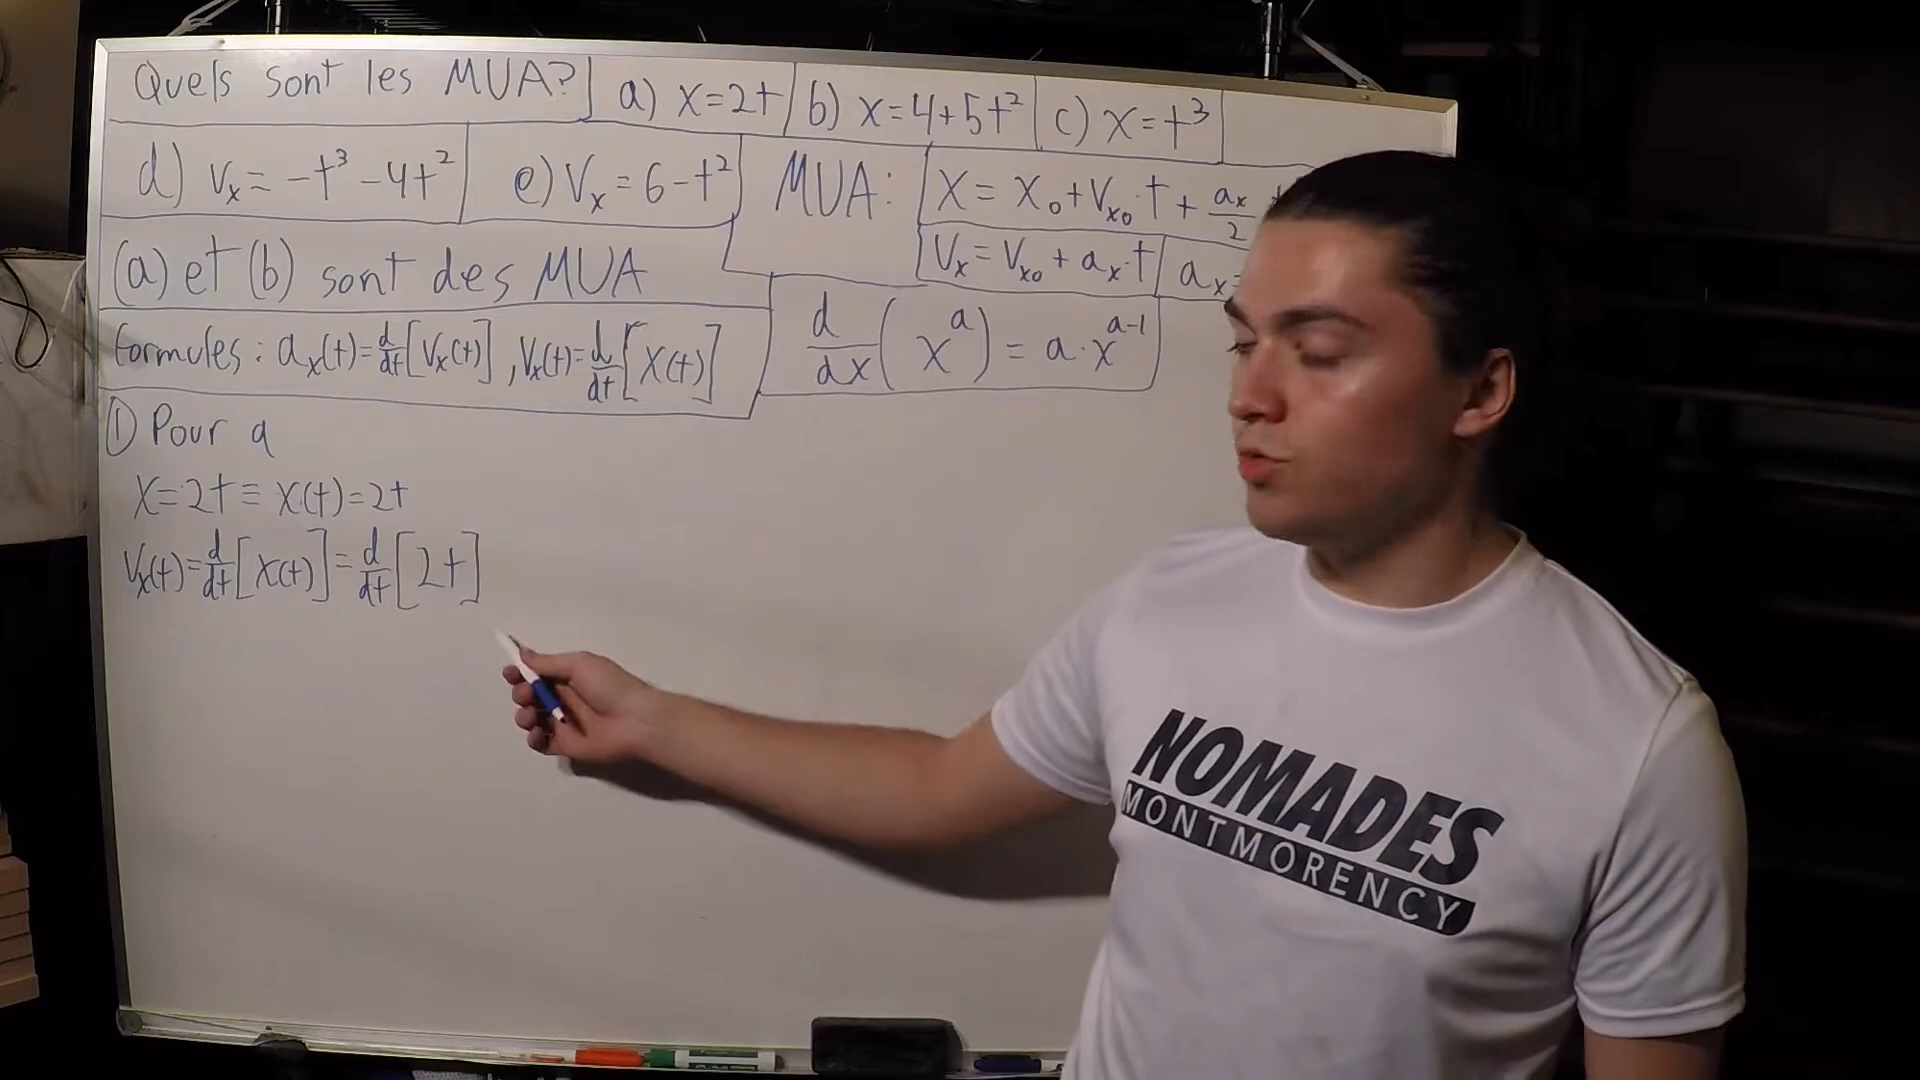 Quels sont les MUA? a) x=2t b) x=4+5t² c) x=t³
d) Vx = -t³ -4t² e) Vx = 6-t² MUA: X = X₀+Vx₀·t + ax/2
Vx = Vx₀ + ax·t ax=
(a) et (b) sont des MUA
formules : ax(t)=d/dt[Vx(t)] , Vx(t)=d/dt[X(t)] d/dx(x^a) = a·x^(a-1)
① Pour a
X=2t≡ X(t)=2t
Vx(t)=d/dt[X(t)]=d/dt[2t]
NOMADES
MONTMORENCY